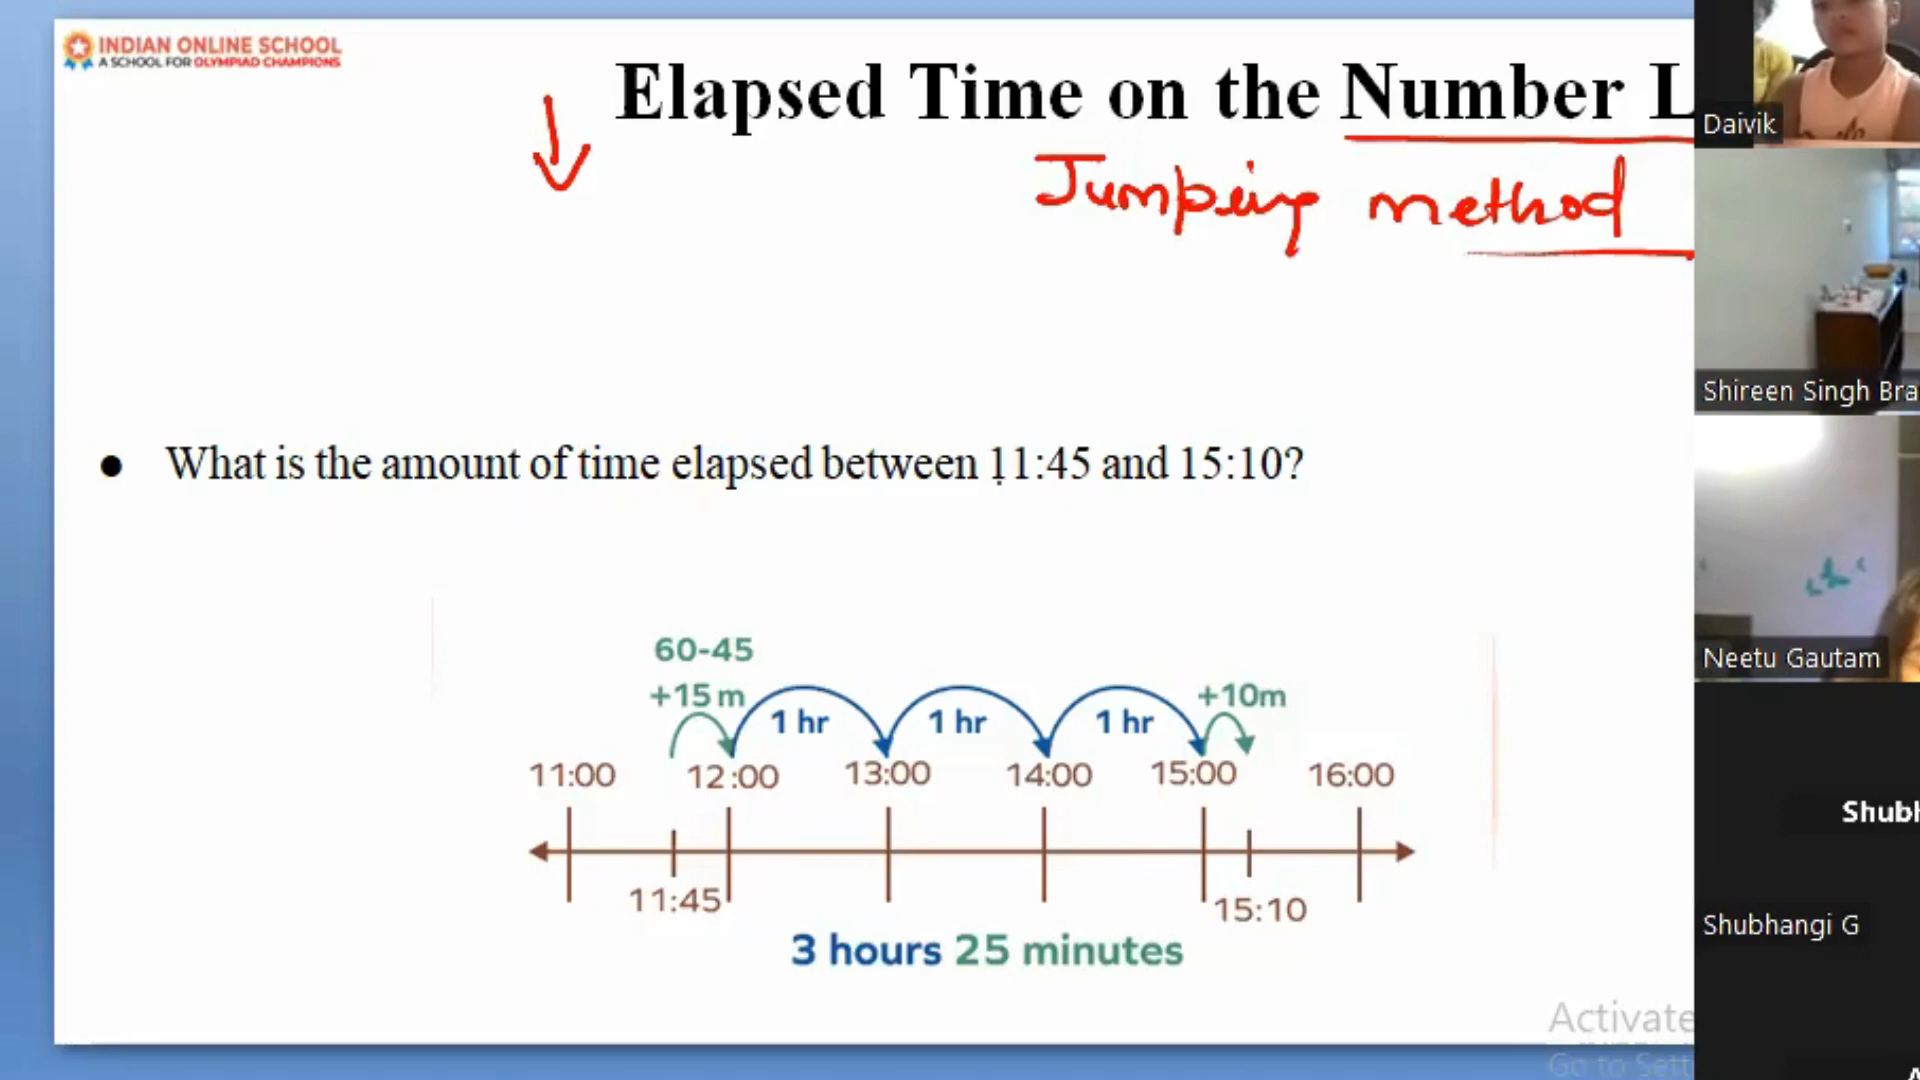 INDIAN ONLINE SCHOOL
A SCHOOL FOR OLYMPIAD CHAMPIONS
Elapsed Time on the Number L
Jumping method
● What is the amount of time elapsed between 11:45 and 15:10?
60-45
+15 m
+10m
1 hr 1 hr 1 hr
11:00 12:00 13:00 14:00 15:00 16:00
11:45 15:10
3 hours 25 minutes
Daivik
Shireen Singh Bra
Neetu Gautam
Shubh
Shubhangi G
Activate
Go to Sett